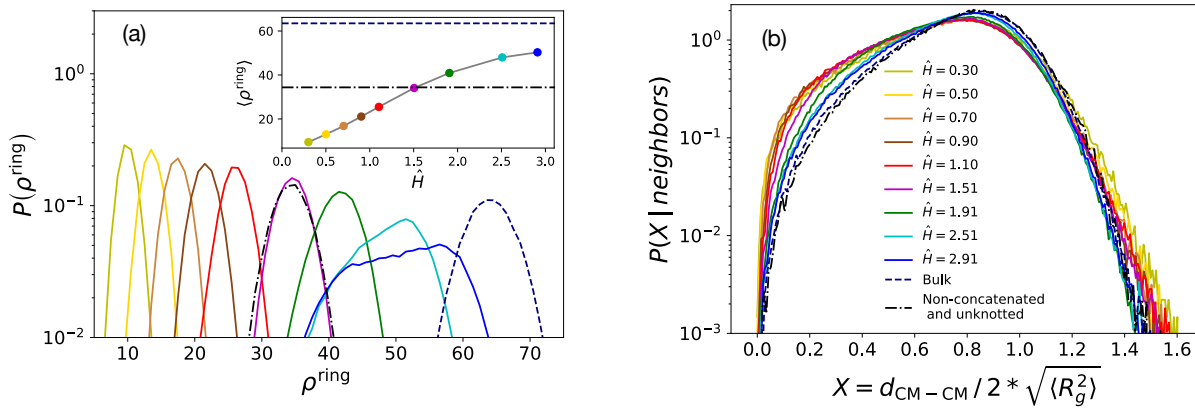 (a)
P(ρ^ring)
10^0
10^-1
10^-2
10 20 30 40 50 60 70
ρ^ring
⟨ρ^ring⟩
60
40
20
0.0 0.5 1.0 1.5 2.0 2.5 3.0
Ĥ
(b)
P(X|neighbors)
10^0
10^-1
10^-2
10^-3
Ĥ = 0.30
Ĥ = 0.50
Ĥ = 0.70
Ĥ = 0.90
Ĥ = 1.10
Ĥ = 1.51
Ĥ = 1.91
Ĥ = 2.51
Ĥ = 2.91
Bulk
Non-concatenated
and unknotted
0.0 0.2 0.4 0.6 0.8 1.0 1.2 1.4 1.6
X = d_CM−CM / 2 * √⟨R_g^2⟩